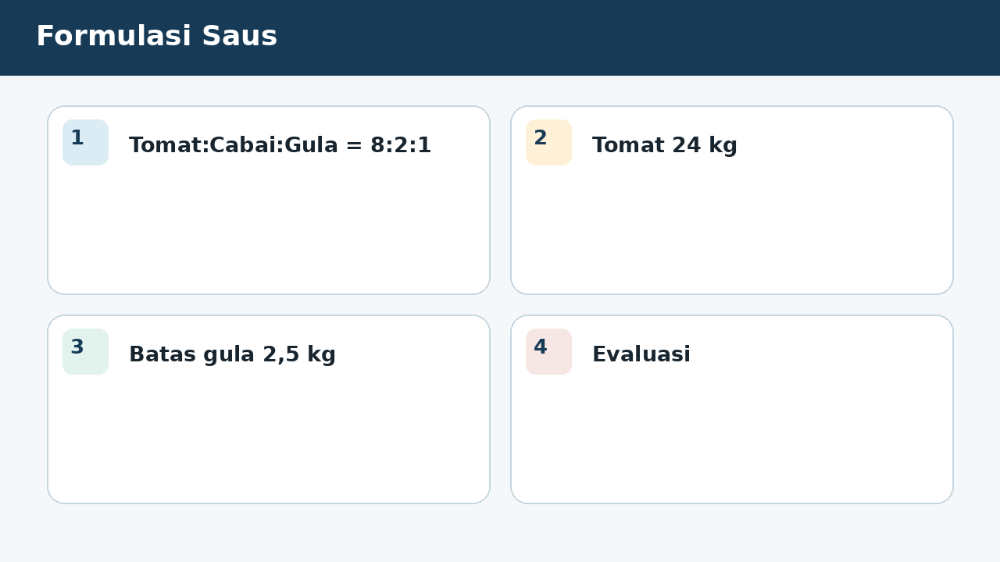 Formulasi Saus
1
Tomat:Cabai:Gula = 8:2:1
2
Tomat 24 kg
3
Batas gula 2,5 kg
4
Evaluasi